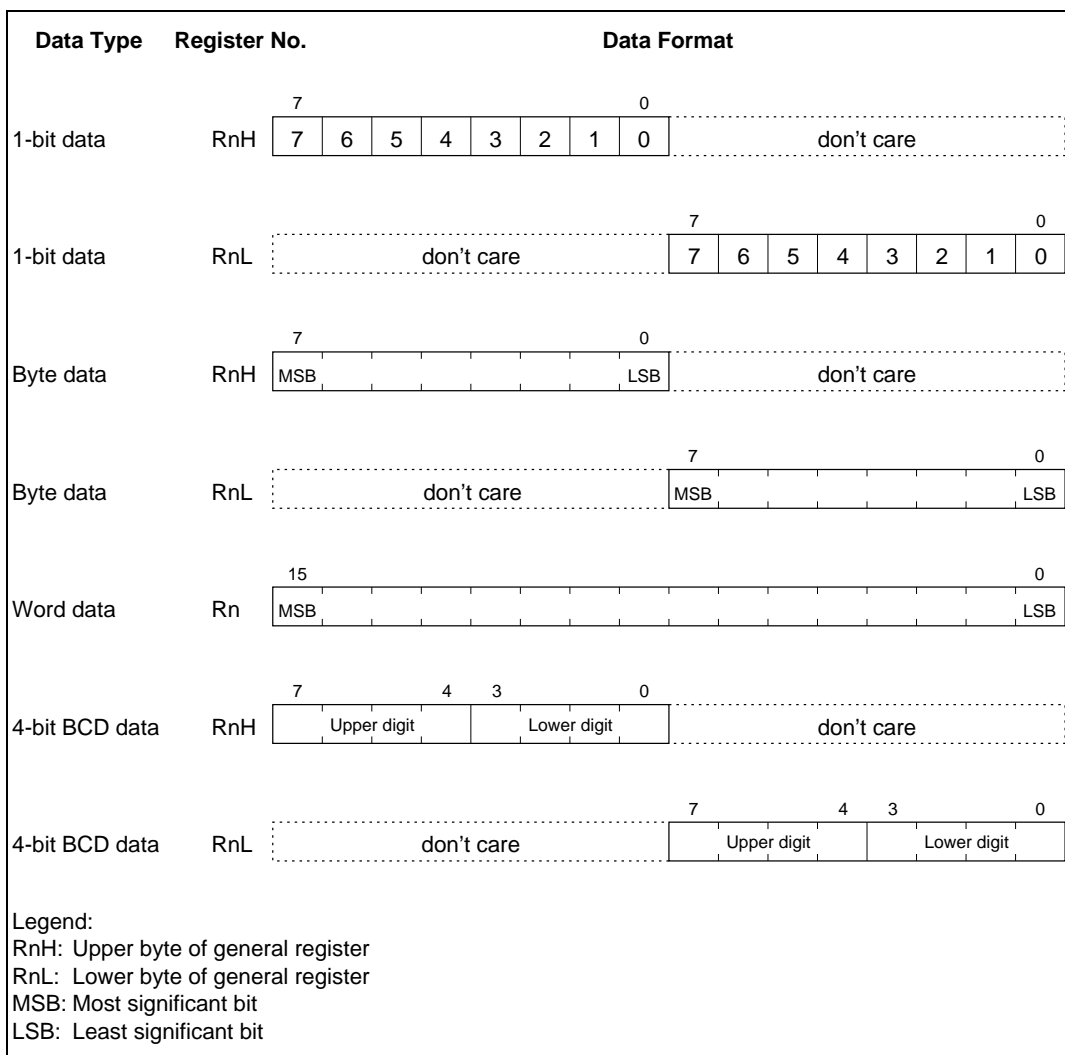 Data Type Register No. Data Format
7 0
1-bit data RnH 7 6 5 4 3 2 1 0 don't care
7 0
1-bit data RnL don't care 7 6 5 4 3 2 1 0
7 0
Byte data RnH MSB LSB don't care
7 0
Byte data RnL don't care MSB LSB
15 0
Word data Rn MSB LSB
7 4 3 0
4-bit BCD data RnH Upper digit Lower digit don't care
7 4 3 0
4-bit BCD data RnL don't care Upper digit Lower digit
Legend:
RnH: Upper byte of general register
RnL: Lower byte of general register
MSB: Most significant bit
LSB: Least significant bit